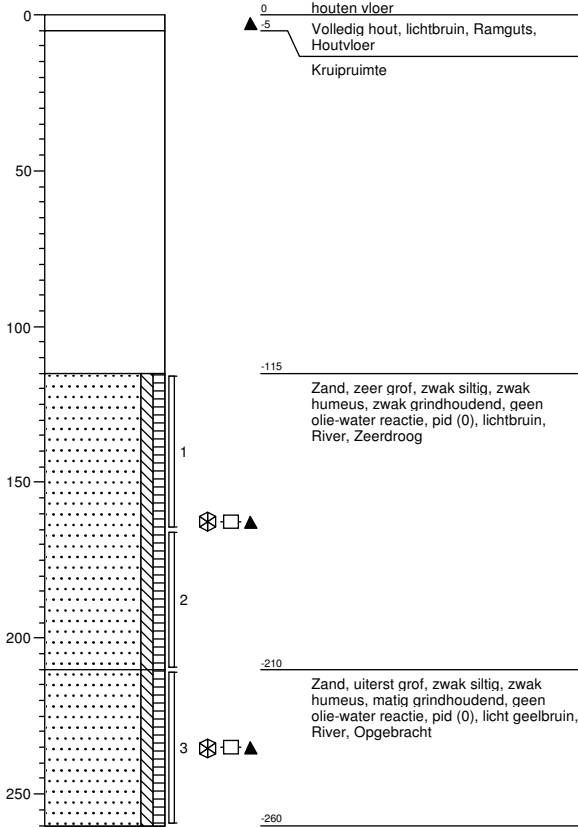 0
50
100
150
200
250
1
2
3
0
houten vloer
-5
Volledig hout, lichtbruin, Ramguts,
Houtvloer
Kruipruimte
-115
Zand, zeer grof, zwak siltig, zwak
humeus, zwak grindhoudend, geen
olie-water reactie, pid (0), lichtbruin,
River, Zeerdroog
-210
Zand, uiterst grof, zwak siltig, zwak
humeus, matig grindhoudend, geen
olie-water reactie, pid (0), licht geelbruin,
River, Opgebracht
-260